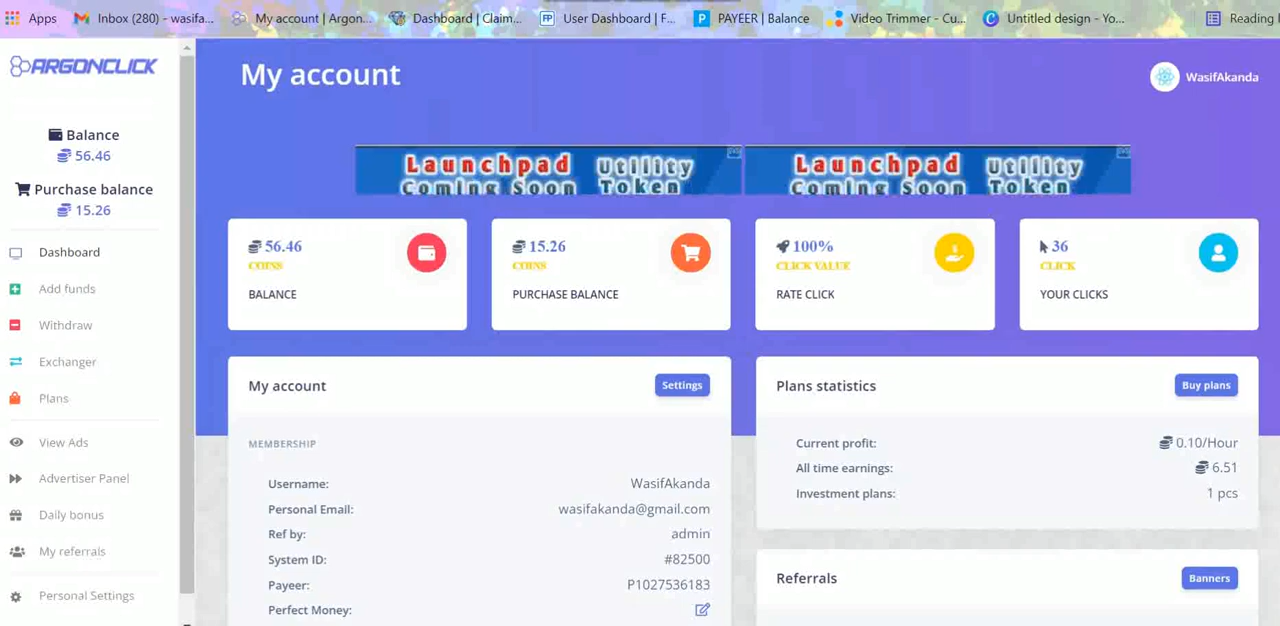 Apps Inbox (280) - wasifa... My account | Argon... Dashboard | Claim... User Dashboard | F... PAYEER | Balance Video Trimmer - Cu... Untitled design - Yo... Reading
ARGONCLICK
Balance
56.46
Purchase balance
15.26
Dashboard
Add funds
Withdraw
Exchanger
Plans
View Ads
Advertiser Panel
Daily bonus
My referrals
Personal Settings
My account
WasifAkanda
Launchpad Utility
Coming Soon Token
Launchpad Utility
Coming Soon Token
56.46
COINS
BALANCE
15.26
COINS
PURCHASE BALANCE
100%
CLICK VALUE
RATE CLICK
36
CLICK
YOUR CLICKS
My account Settings
MEMBERSHIP
Username: WasifAkanda
Personal Email: wasifakanda@gmail.com
Ref by: admin
System ID: #82500
Payeer: P1027536183
Perfect Money:
Plans statistics Buy plans
Current profit: 0.10/Hour
All time earnings: 6.51
Investment plans: 1 pcs
Referrals Banners